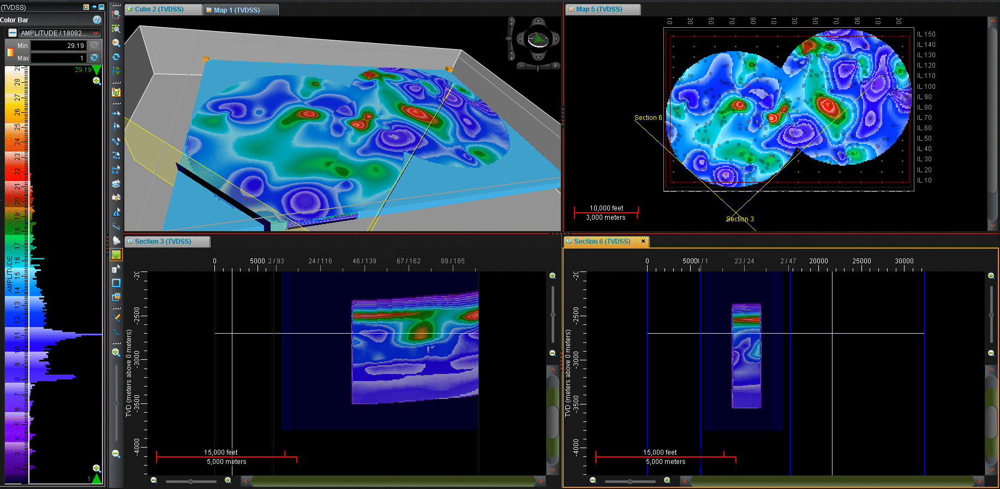 (TVDSS)
Color Bar
AMPLITUDE / 18082...
Min 29.19
Max 1
29.19
29
28
27
26
25
24
23
22
21
20
19
18
17
16
15
14
13
12
11
10
9
8
7
6
5
4
3
2
AMPLITUDE
1
Cube 2 (TVDSS)
Map 1 (TVDSS)
Map 5 (TVDSS)
10 30 50 70 90 10 30 50 70 90 10 30
IL 150
IL 140
IL 130
IL 120
IL 110
IL 100
IL 90
IL 80
IL 70
IL 60
IL 50
IL 40
IL 30
IL 20
IL 10
Section 6
Section 3
10,000 feet
3,000 meters
Section 3 (TVDSS)
0 5000 2 / 93 24 / 116 46 / 139 67 / 162 89 / 185
-2500
-3000
-3500
-4000
TVD (meters above 0 meters)
15,000 feet
5,000 meters
Section 6 (TVDSS) ×
0 5000 / 1 23 / 24 2 / 47 20000 25000 30000
-2500
-3000
-3500
-4000
TVD (meters above 0 meters)
15,000 feet
5,000 meters